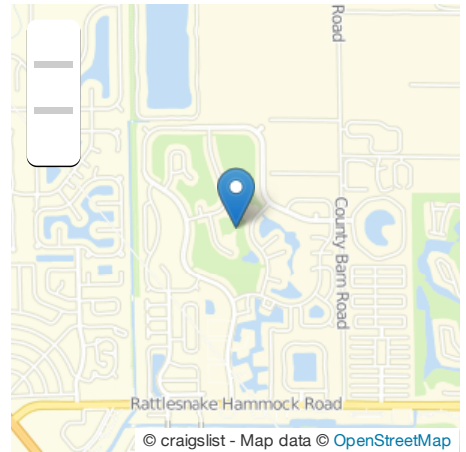 Road
County Barn Road
Rattlesnake Hammock Road
© craigslist - Map data © OpenStreetMap